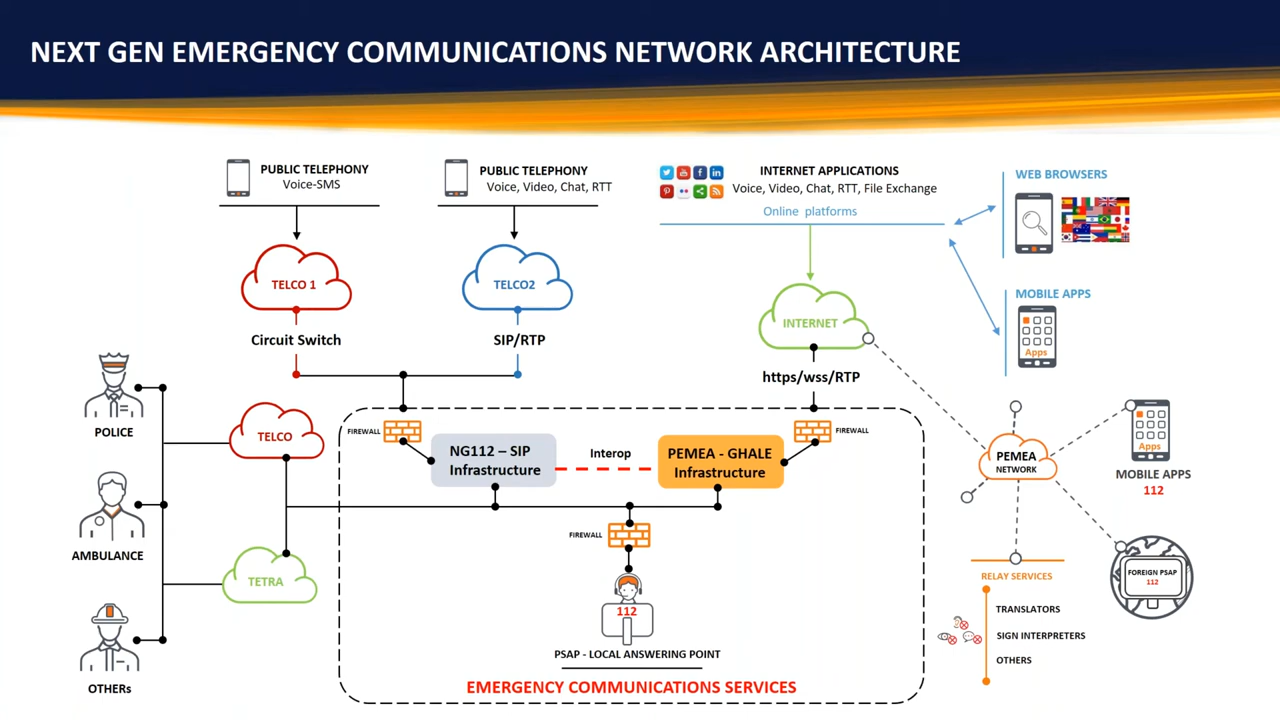 NEXT GEN EMERGENCY COMMUNICATIONS NETWORK ARCHITECTURE
PUBLIC TELEPHONY
Voice-SMS
PUBLIC TELEPHONY
Voice, Video, Chat, RTT
INTERNET APPLICATIONS
Voice, Video, Chat, RTT, File Exchange
Online platforms
WEB BROWSERS
MOBILE APPS
Apps
TELCO 1
TELCO2
INTERNET
Circuit Switch
SIP/RTP
https/wss/RTP
POLICE
AMBULANCE
OTHERs
TELCO
TETRA
FIREWALL
NG112 – SIP
Infrastructure
Interop
PEMEA - GHALE
Infrastructure
FIREWALL
FIREWALL
112
PSAP - LOCAL ANSWERING POINT
EMERGENCY COMMUNICATIONS SERVICES
PEMEA
NETWORK
Apps
MOBILE APPS
112
FOREIGN PSAP
112
RELAY SERVICES
TRANSLATORS
SIGN INTERPRETERS
OTHERS